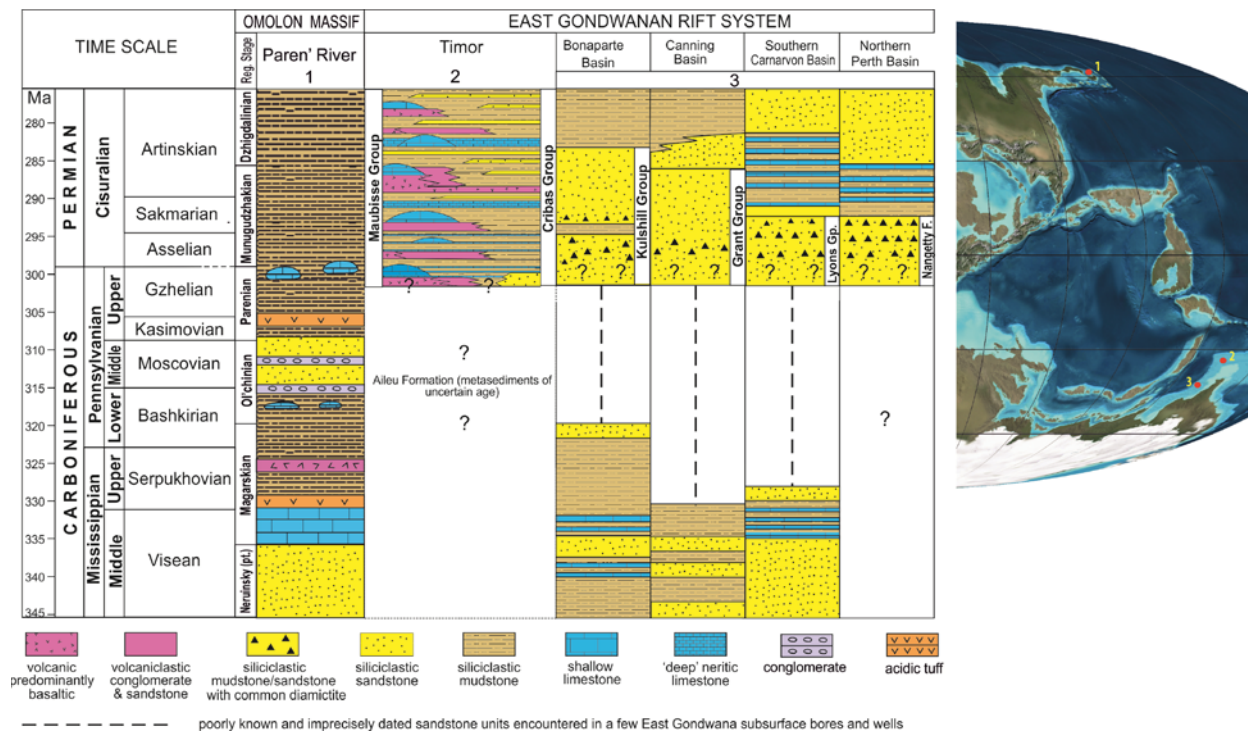 OMOLON MASSIF
EAST GONDWANAN RIFT SYSTEM
TIME SCALE
Reg. Stage
Paren' River
1
Timor
2
Bonaparte
Basin
Canning
Basin
Southern
Carnarvon Basin
Northern
Perth Basin
3
Ma
280
285
290
295
300
305
310
315
320
325
330
335
340
345
PERMIAN
CARBONIFEROUS
Cisuralian
Pennsylvanian
Mississippian
Upper
Middle
Lower
Upper
Middle
Artinskian
Sakmarian
Asselian
Gzhelian
Kasimovian
Moscovian
Bashkirian
Serpukhovian
Visean
Dzhigdalinian
Munugudzhakian
Parenian
Ol'chinian
Magarskian
Neruinsky (pt.)
Maubisse Group
Cribas Group
Kulshill Group
Grant Group
Lyons Gp.
Nangetty F.
? ?
? ?
? ?
? ?
? ?
?
Aileu Formation (metasediments of
uncertain age)
?
?
1
2
3
volcanic
predominantly
basaltic
volcaniclastic
conglomerate
& sandstone
siliciclastic
mudstone/sandstone
with common diamictite
siliciclastic
sandstone
siliciclastic
mudstone
shallow
limestone
'deep' neritic
limestone
conglomerate
acidic tuff
poorly known and imprecisely dated sandstone units encountered in a few East Gondwana subsurface bores and wells